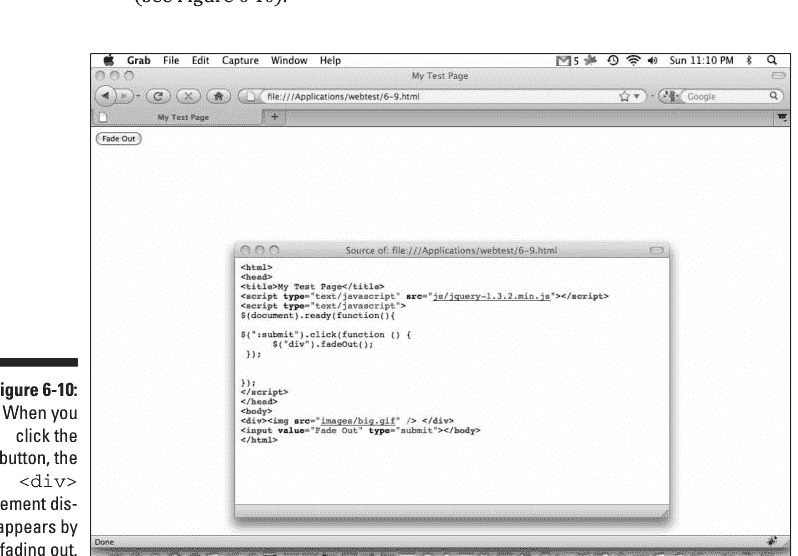 (see Figure 6-10).
Grab File Edit Capture Window Help
5
Sun 11:10 PM
My Test Page
file:///Applications/webtest/6-9.html
Google
My Test Page
+
Fade Out
Source of: file:///Applications/webtest/6-9.html
<html>
<head>
<title>My Test Page</title>
<script type="text/javascript" src="js/jquery-1.3.2.min.js"></script>
<script type="text/javascript">
$(document).ready(function(){
$(":submit").click(function () {
$("div").fadeOut();
});
});
</script>
</head>
<body>
<div><img src="images/big.gif" /> </div>
<input value="Fade Out" type="submit"></body>
</html>
Done
igure 6-10:
When you
click the
button, the
<div>
ement dis-
appears by
fading out.